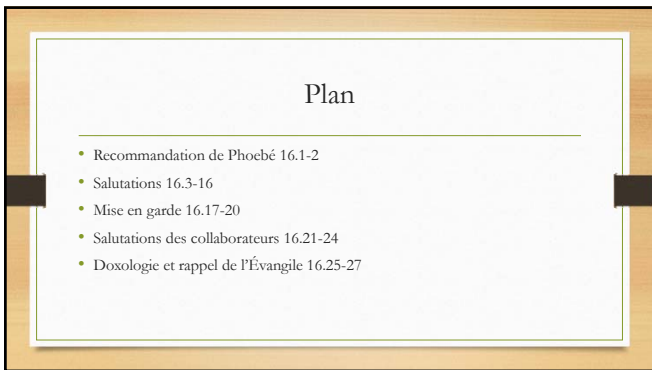 Plan
• Recommandation de Phoebé 16.1-2
• Salutations 16.3-16
• Mise en garde 16.17-20
• Salutations des collaborateurs 16.21-24
• Doxologie et rappel de l’Évangile 16.25-27